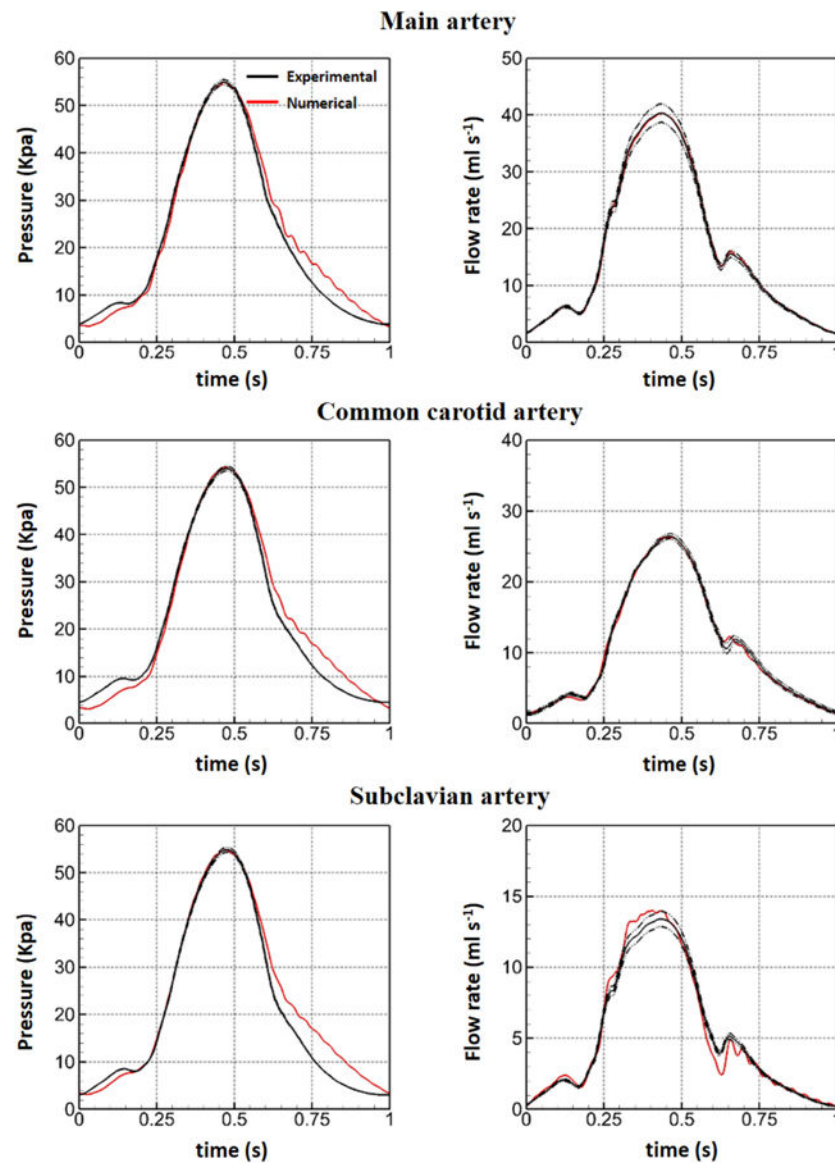 Main artery
60
50
40
30
20
10
0
Pressure (Kpa)
Experimental
Numerical
0 0.25 0.5 0.75 1
time (s)
50
40
30
20
10
0
Flow rate (ml s-1)
0 0.25 0.5 0.75 1
time (s)
Common carotid artery
60
50
40
30
20
10
0
Pressure (Kpa)
0 0.25 0.5 0.75 1
time (s)
40
30
20
10
0
Flow rate (ml s-1)
0 0.25 0.5 0.75 1
time (s)
Subclavian artery
60
50
40
30
20
10
0
Pressure (Kpa)
0 0.25 0.5 0.75 1
time (s)
20
15
10
5
0
Flow rate (ml s-1)
0 0.25 0.5 0.75 1
time (s)